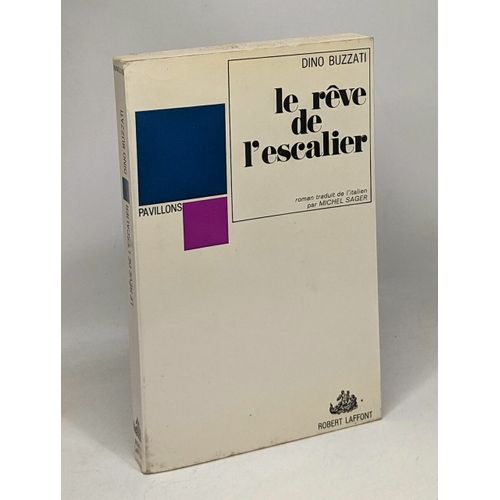 DINO BUZZATI
le rêve
de
l'escalier
roman traduit de l'italien
par MICHEL SAGER
PAVILLONS
ROBERT LAFFONT
DINO BUZZATI
LE RÊVE DE L'ESCALIER